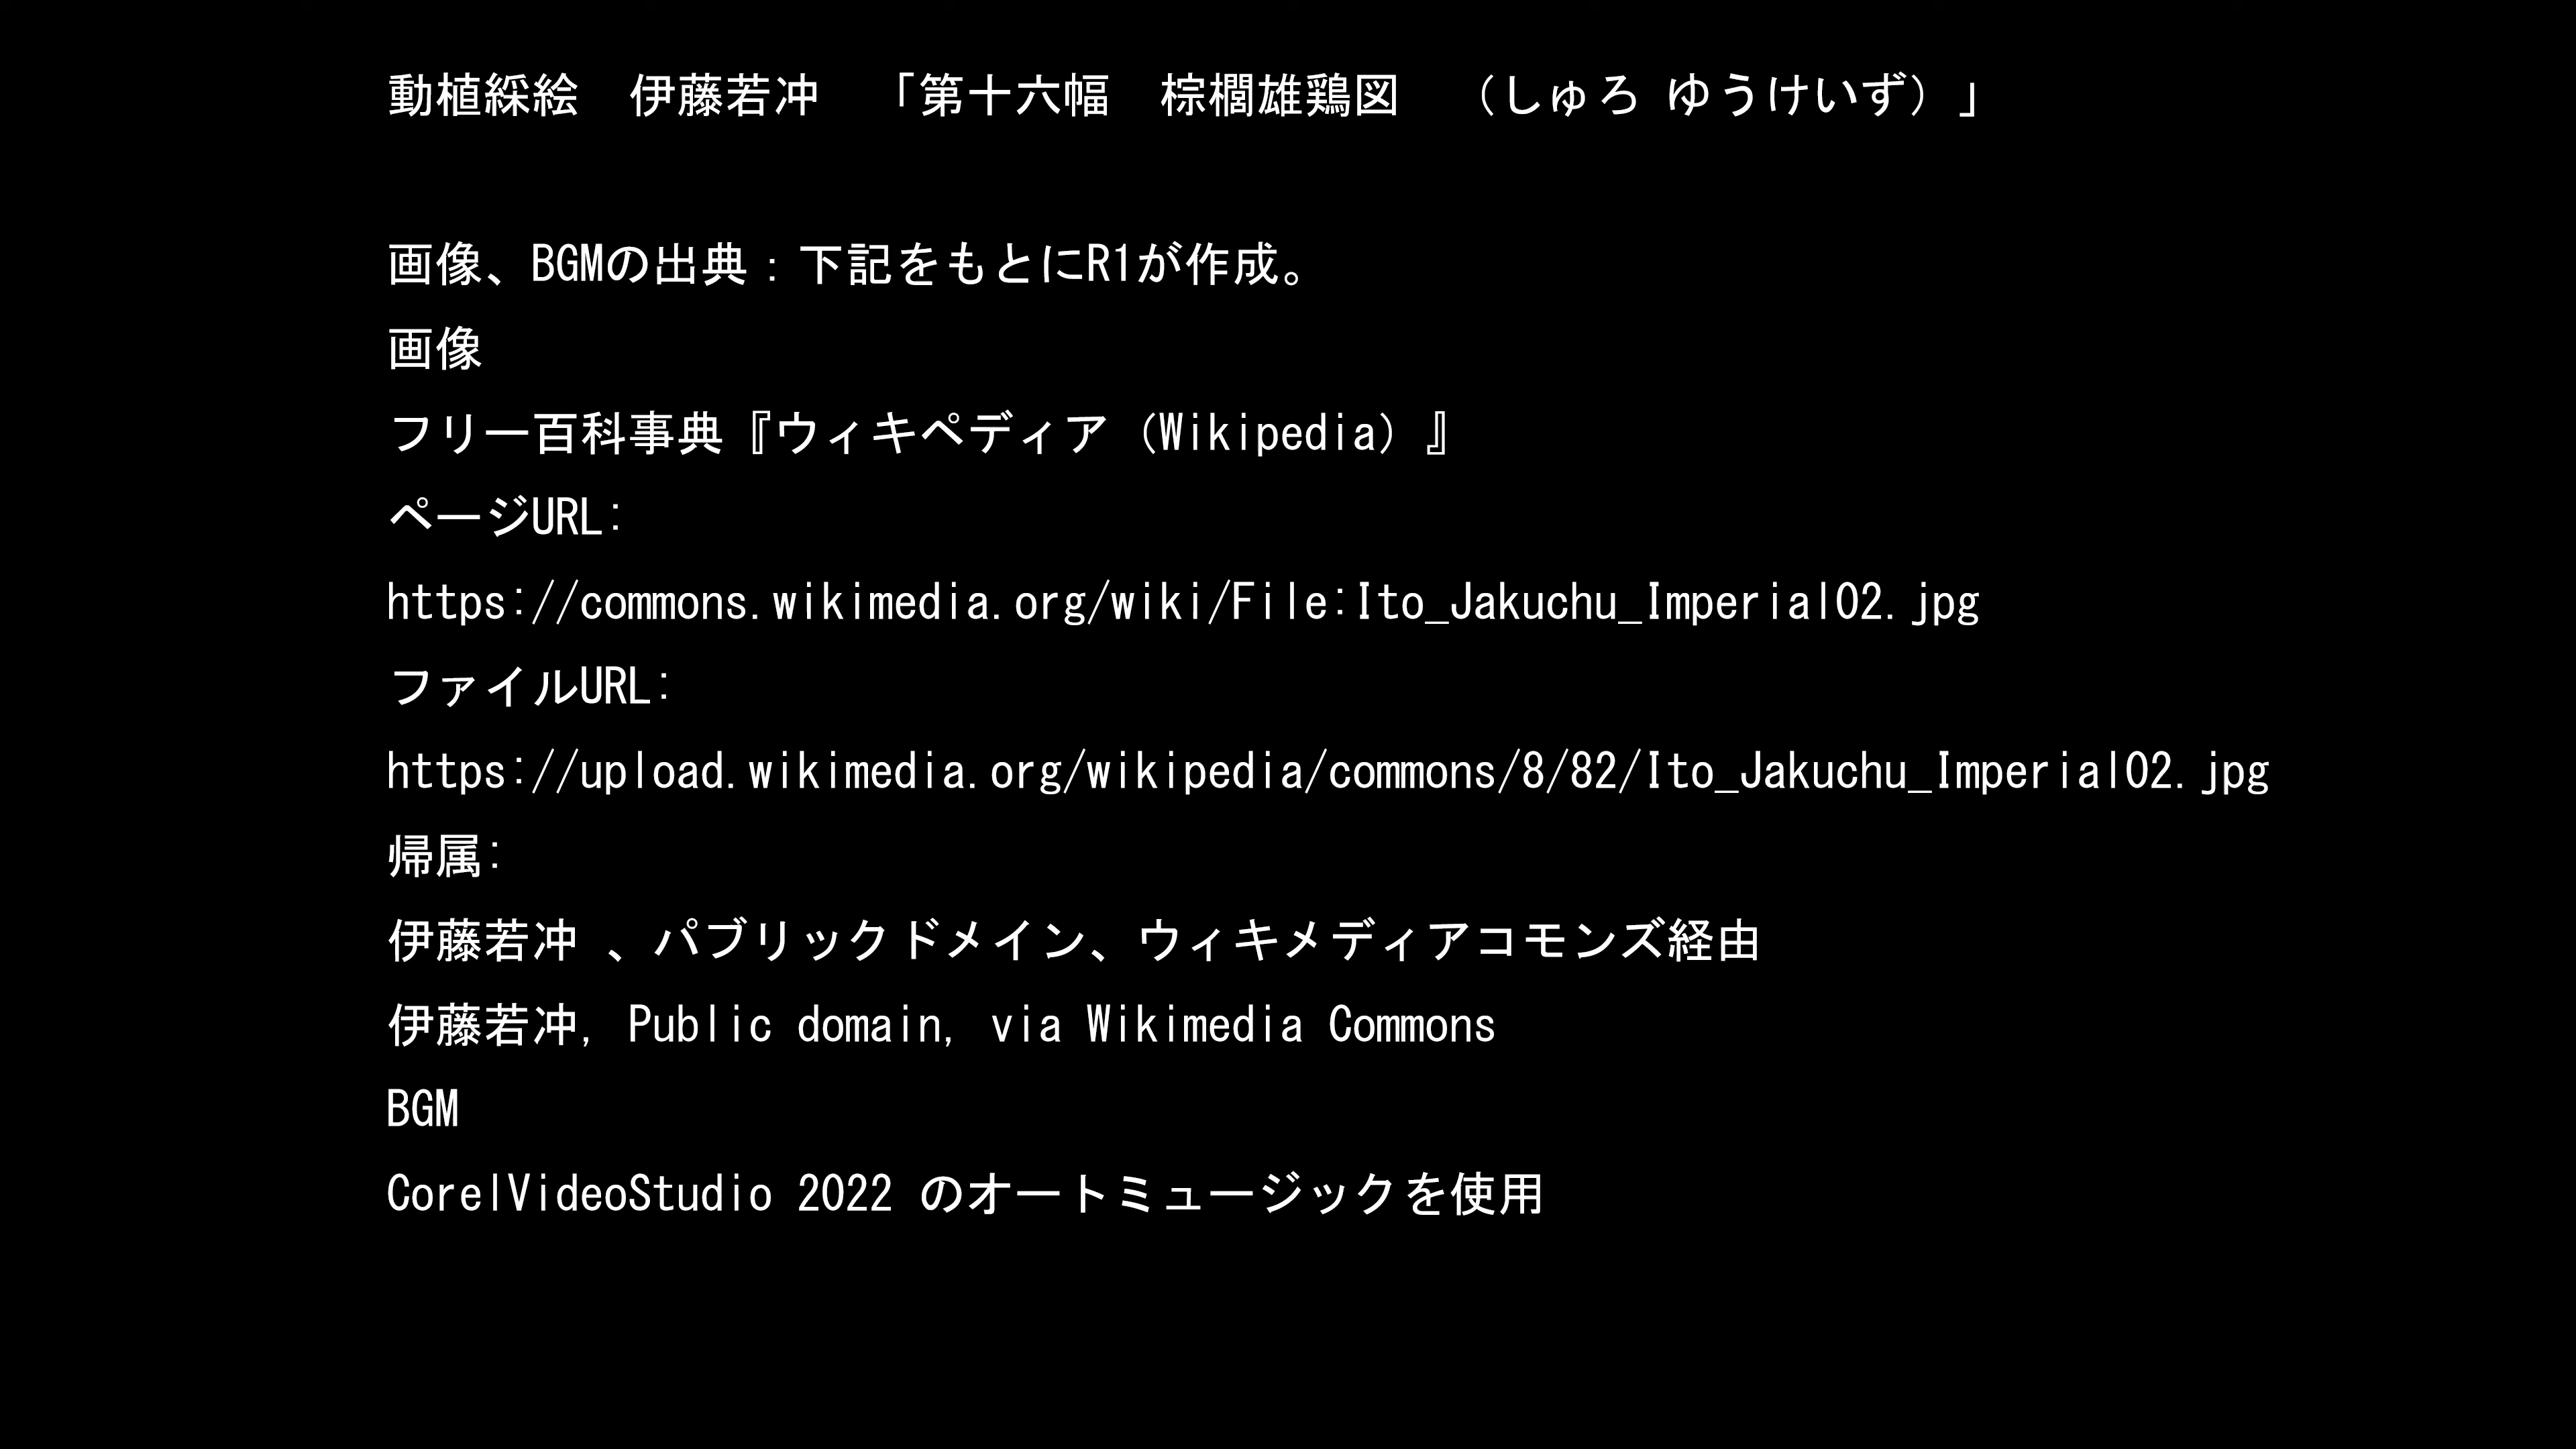 動植綵絵　伊藤若冲　「第十六幅　棕櫚雄鶏図　（しゅろ ゆうけいず）」
画像、BGMの出典：下記をもとにR1が作成。
画像
フリー百科事典『ウィキペディア（Wikipedia）』
ページURL:
https://commons.wikimedia.org/wiki/File:Ito_Jakuchu_Imperial02.jpg
ファイルURL:
https://upload.wikimedia.org/wikipedia/commons/8/82/Ito_Jakuchu_Imperial02.jpg
帰属:
伊藤若冲 、パブリックドメイン、ウィキメディアコモンズ経由
伊藤若冲, Public domain, via Wikimedia Commons
BGM
CorelVideoStudio 2022 のオートミュージックを使用